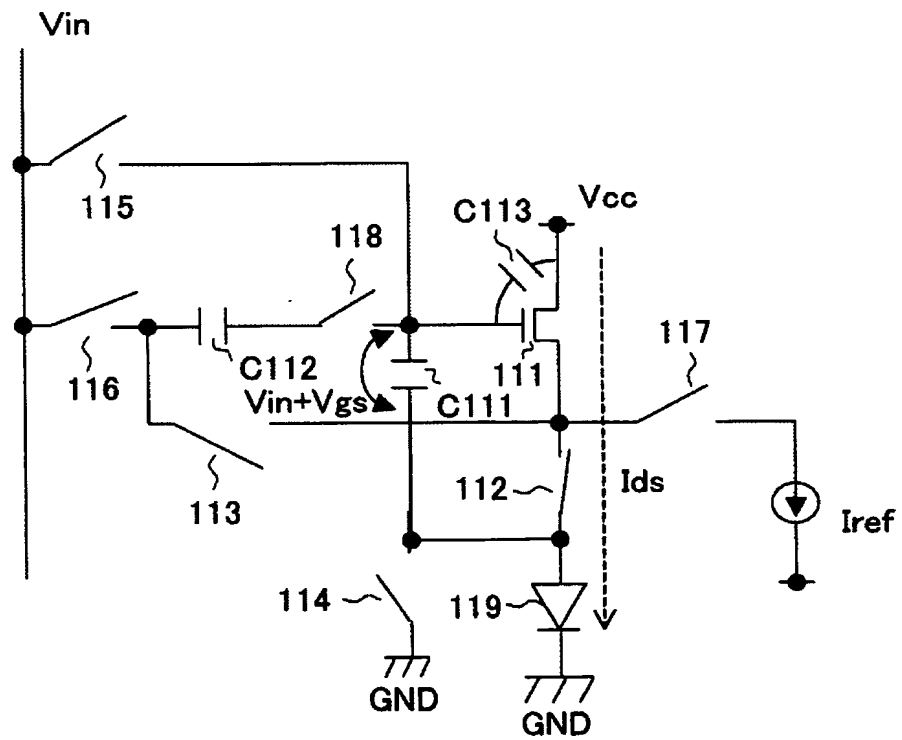 Vin
115
Vcc
C113
118
116
C112
111
117
Vin+Vgs
C111
113
112
Ids
Iref
114
119
GND
GND